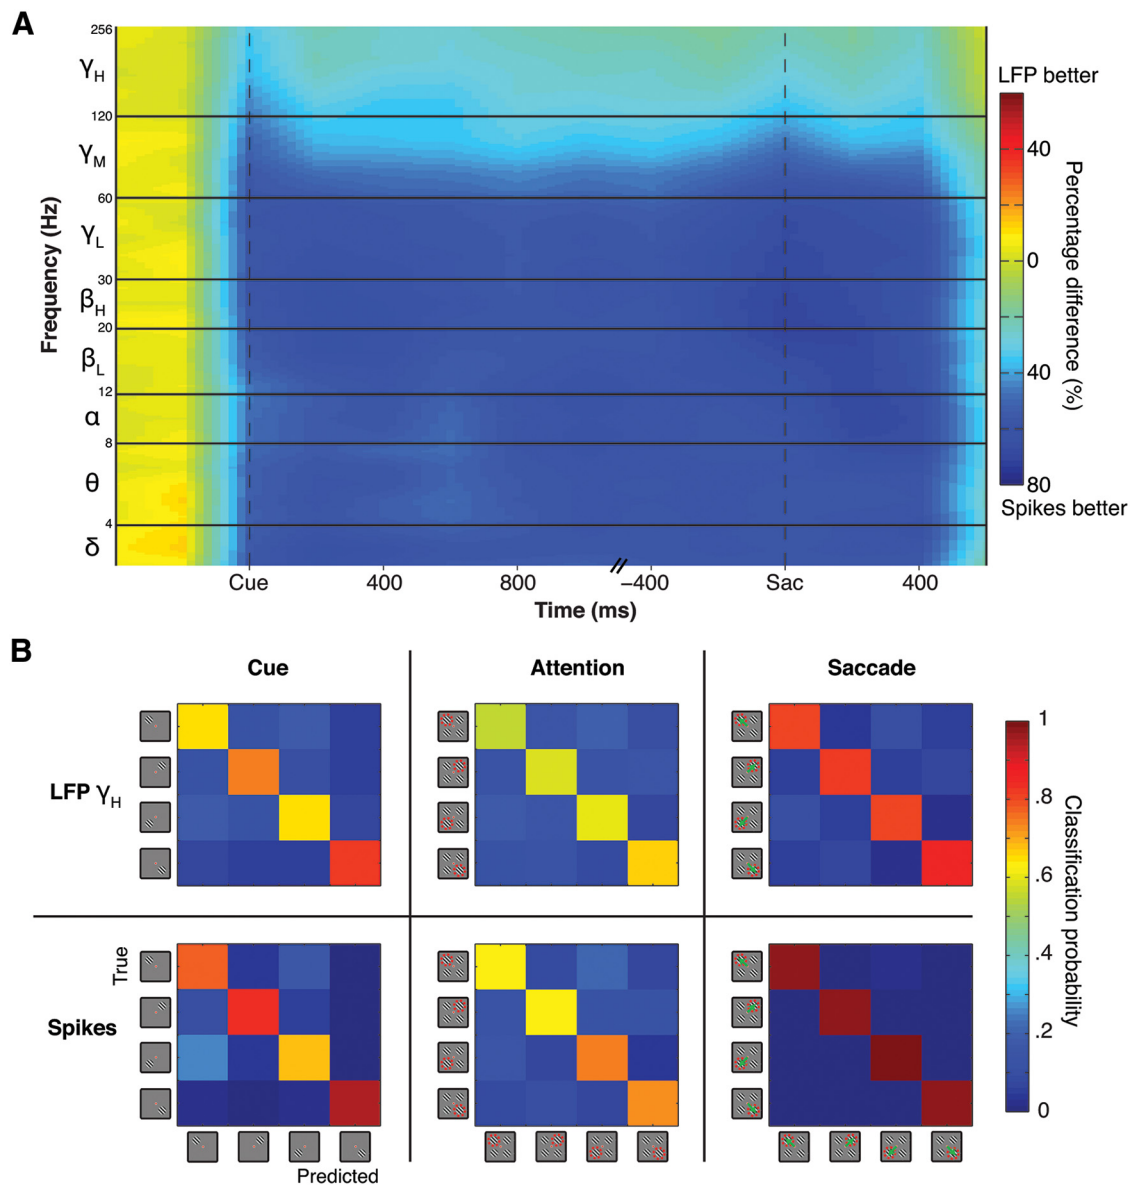 A
256
γH
120
γM
60
γL
30
βH
20
βL
12
α
8
θ
4
δ
Frequency (Hz)
Cue 400 800 −400 Sac 400
Time (ms)
LFP better
40
0
40
80
Percentage difference (%)
Spikes better
B
Cue Attention Saccade
LFP γH
True
Spikes
Predicted
1
.8
.6
.4
.2
0
Classification probability